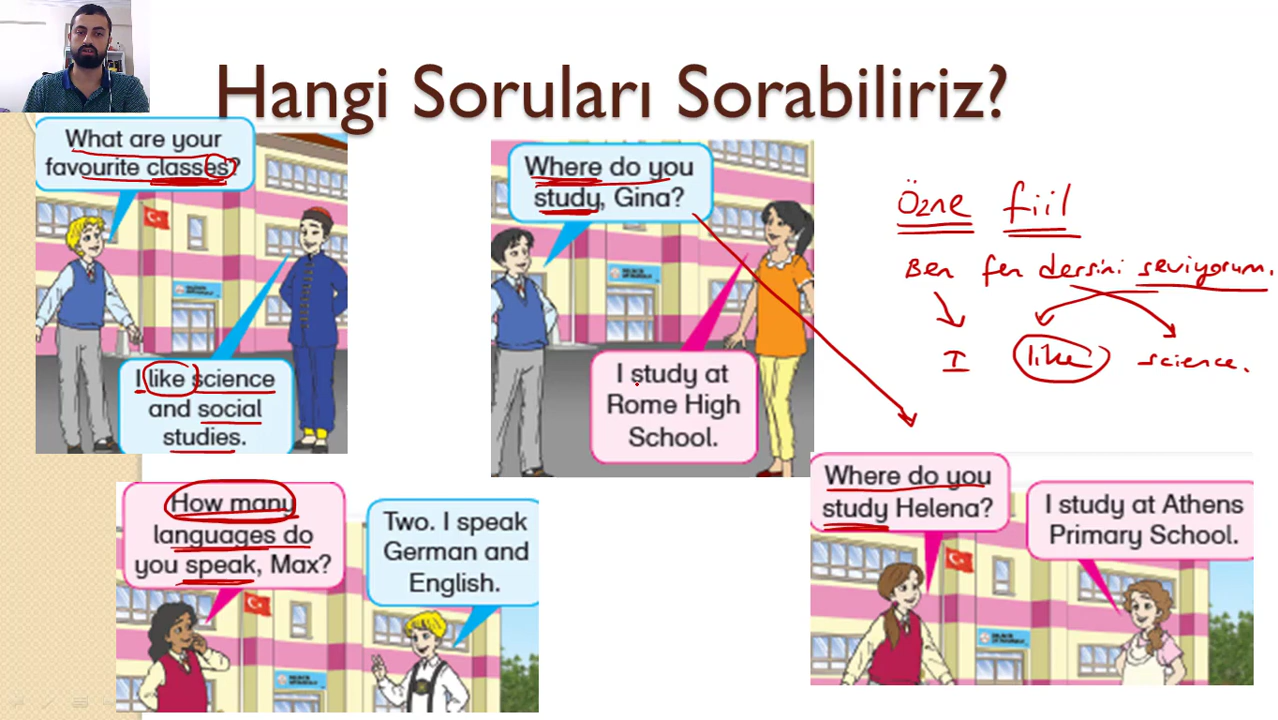 Hangi Soruları Sorabiliriz?
What are your
favourite classes?
I like science
and social
studies.
Where do you
study, Gina?
I study at
Rome High
School.
Özne fiil
Ben fen dersini seviyorum.
I like science.
How many
languages do
you speak, Max?
Two. I speak
German and
English.
Where do you
study Helena?
I study at Athens
Primary School.